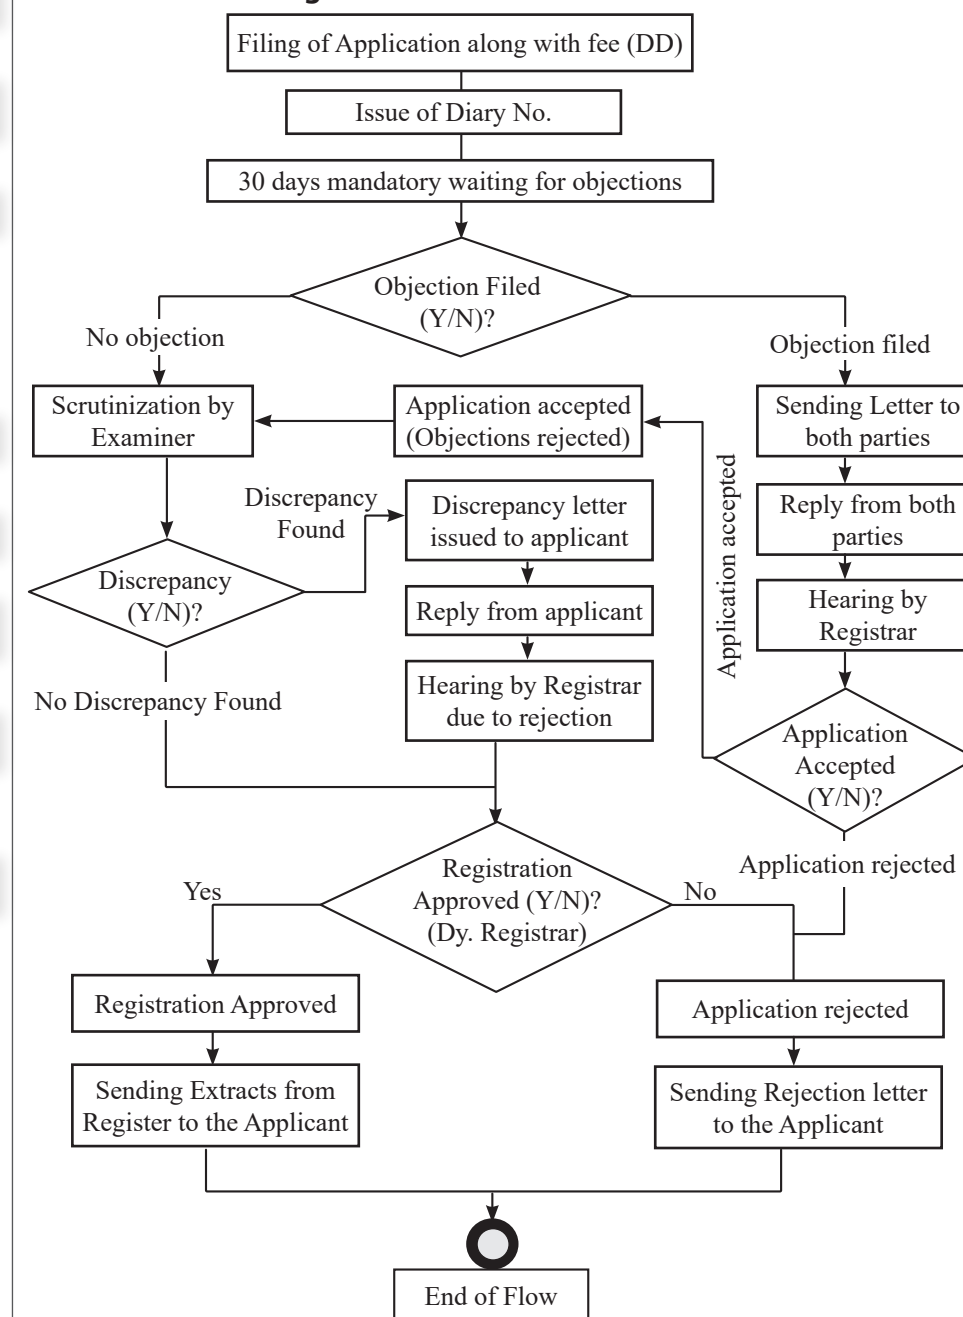 Filing of Application along with fee (DD)
Issue of Diary No.
30 days mandatory waiting for objections
Objection Filed
(Y/N)?
No objection
Objection filed
Scrutinization by
Examiner
Application accepted
(Objections rejected)
Sending Letter to
both parties
Discrepancy
Found
Discrepancy letter
issued to applicant
Application accepted
Reply from both
parties
Discrepancy
(Y/N)?
Reply from applicant
Hearing by
Registrar
No Discrepancy Found
Hearing by Registrar
due to rejection
Application
Accepted
(Y/N)?
Application rejected
Registration
Approved (Y/N)?
(Dy. Registrar)
Yes
No
Registration Approved
Application rejected
Sending Extracts from
Register to the Applicant
Sending Rejection letter
to the Applicant
End of Flow